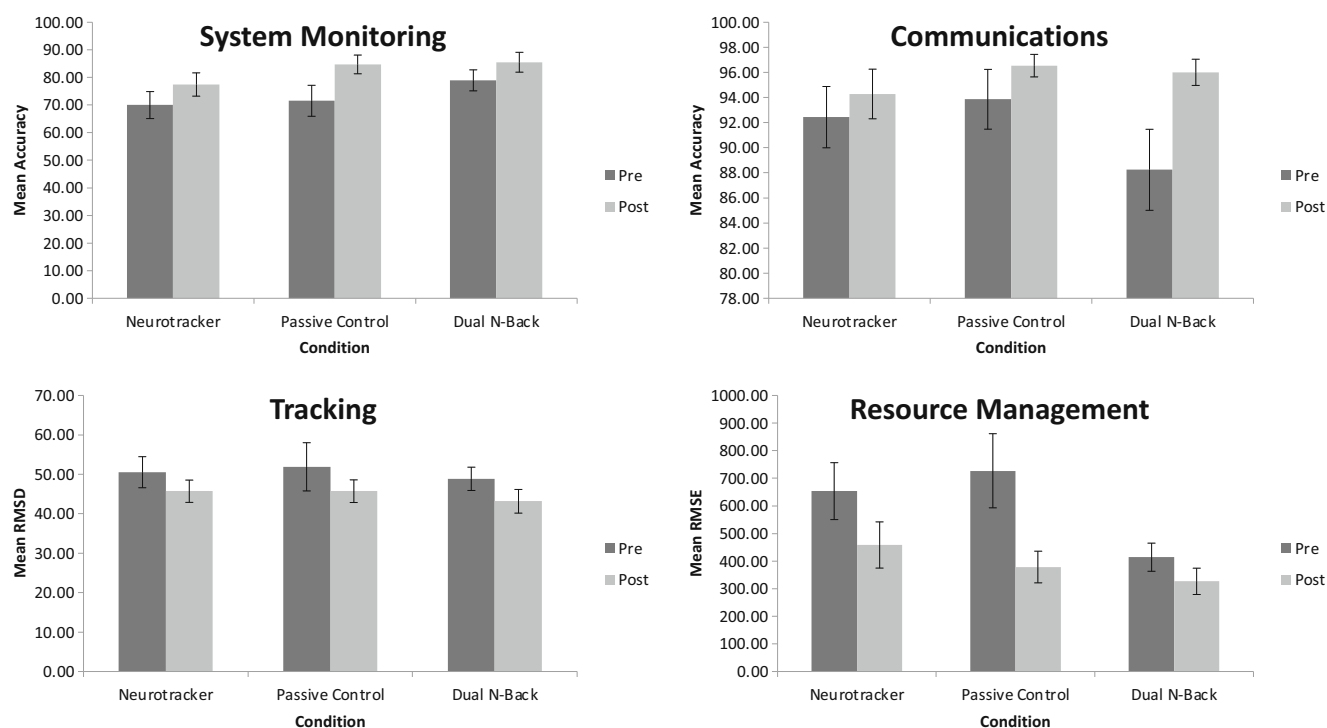 System Monitoring
100.00
90.00
80.00
70.00
60.00
50.00
40.00
30.00
20.00
10.00
0.00
Mean Accuracy
Neurotracker Passive Control Dual N-Back
Condition
Pre
Post
Communications
100.00
98.00
96.00
94.00
92.00
90.00
88.00
86.00
84.00
82.00
80.00
78.00
Mean Accuracy
Neurotracker Passive Control Dual N-Back
Condition
Pre
Post
Tracking
70.00
60.00
50.00
40.00
30.00
20.00
10.00
0.00
Mean RMSD
Neurotracker Passive Control Dual N-Back
Condition
Pre
Post
Resource Management
1000.00
900.00
800.00
700.00
600.00
500.00
400.00
300.00
200.00
100.00
0.00
Mean RMSE
Neurotracker Passive Control Dual N-Back
Condition
Pre
Post